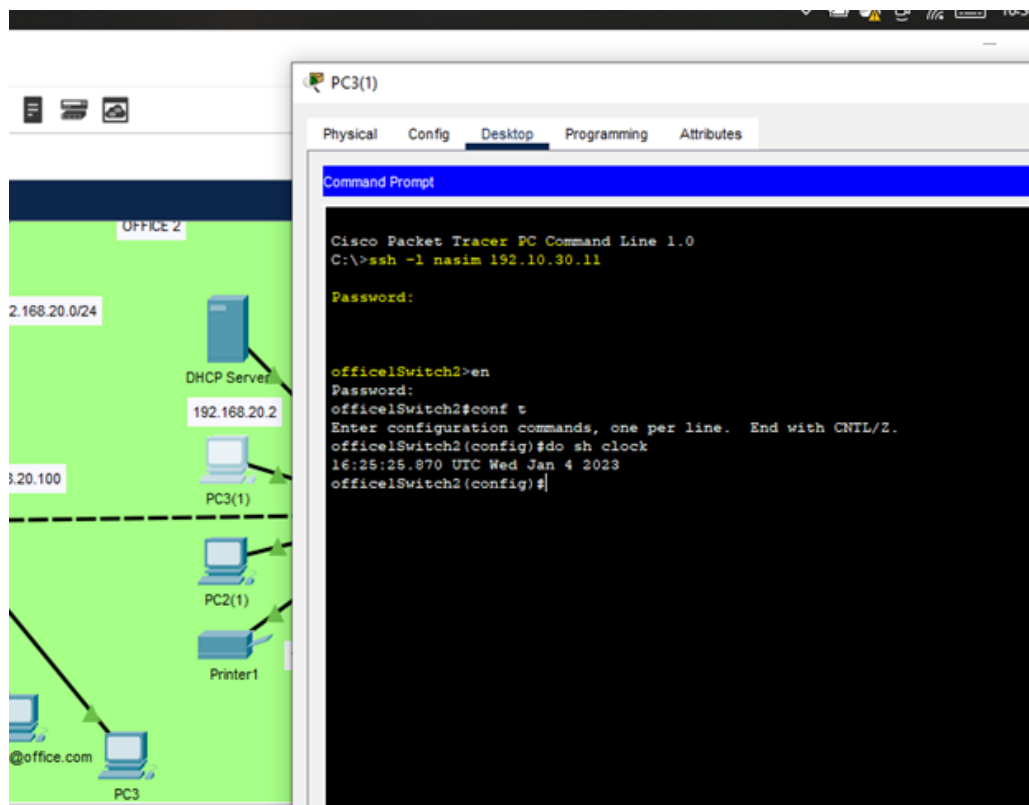 PC3(1)
Physical Config Desktop Programming Attributes
Command Prompt
Cisco Packet Tracer PC Command Line 1.0
C:\>ssh -l nasim 192.10.30.11
Password:
office1Switch2>en
Password:
office1Switch2#conf t
Enter configuration commands, one per line. End with CNTL/Z.
office1Switch2(config)#do sh clock
16:25:25.870 UTC Wed Jan 4 2023
office1Switch2(config)#
OFFICE 2
2.168.20.0/24
DHCP Server
192.168.20.2
3.20.100
PC3(1)
PC2(1)
Printer1
@office.com
PC3